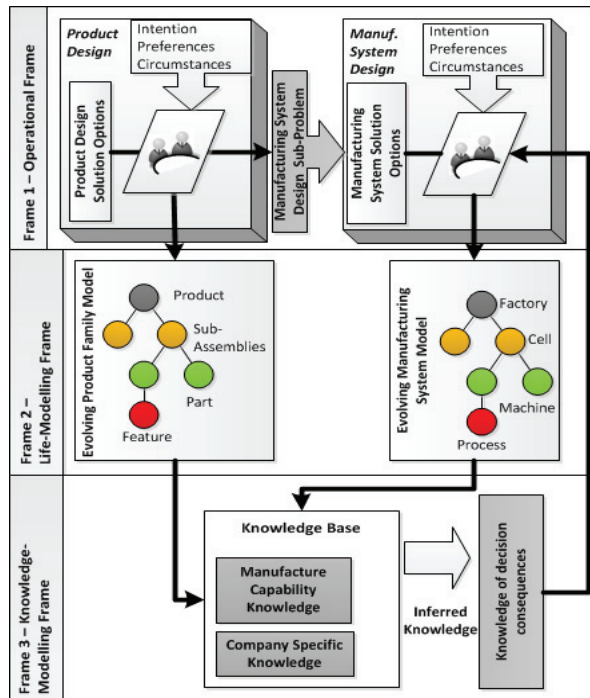 Frame 1 – Operational Frame
Product
Design
Intention
Preferences
Circumstances
Product Design
Solution Options
Manufacturing System
Design Sub-Problem
Manuf.
System
Design
Intention
Preferences
Circumstances
Manufacturing
System Solution
Options
Frame 2 –
Life-Modelling Frame
Evolving Product Family Model
Product
Sub-
Assemblies
Part
Feature
Evolving Manufacturing
System Model
Factory
Cell
Machine
Process
Frame 3 – Knowledge-
Modelling Frame
Knowledge Base
Manufacture
Capability
Knowledge
Company Specific
Knowledge
Inferred
Knowledge
Knowledge of decision
consequences